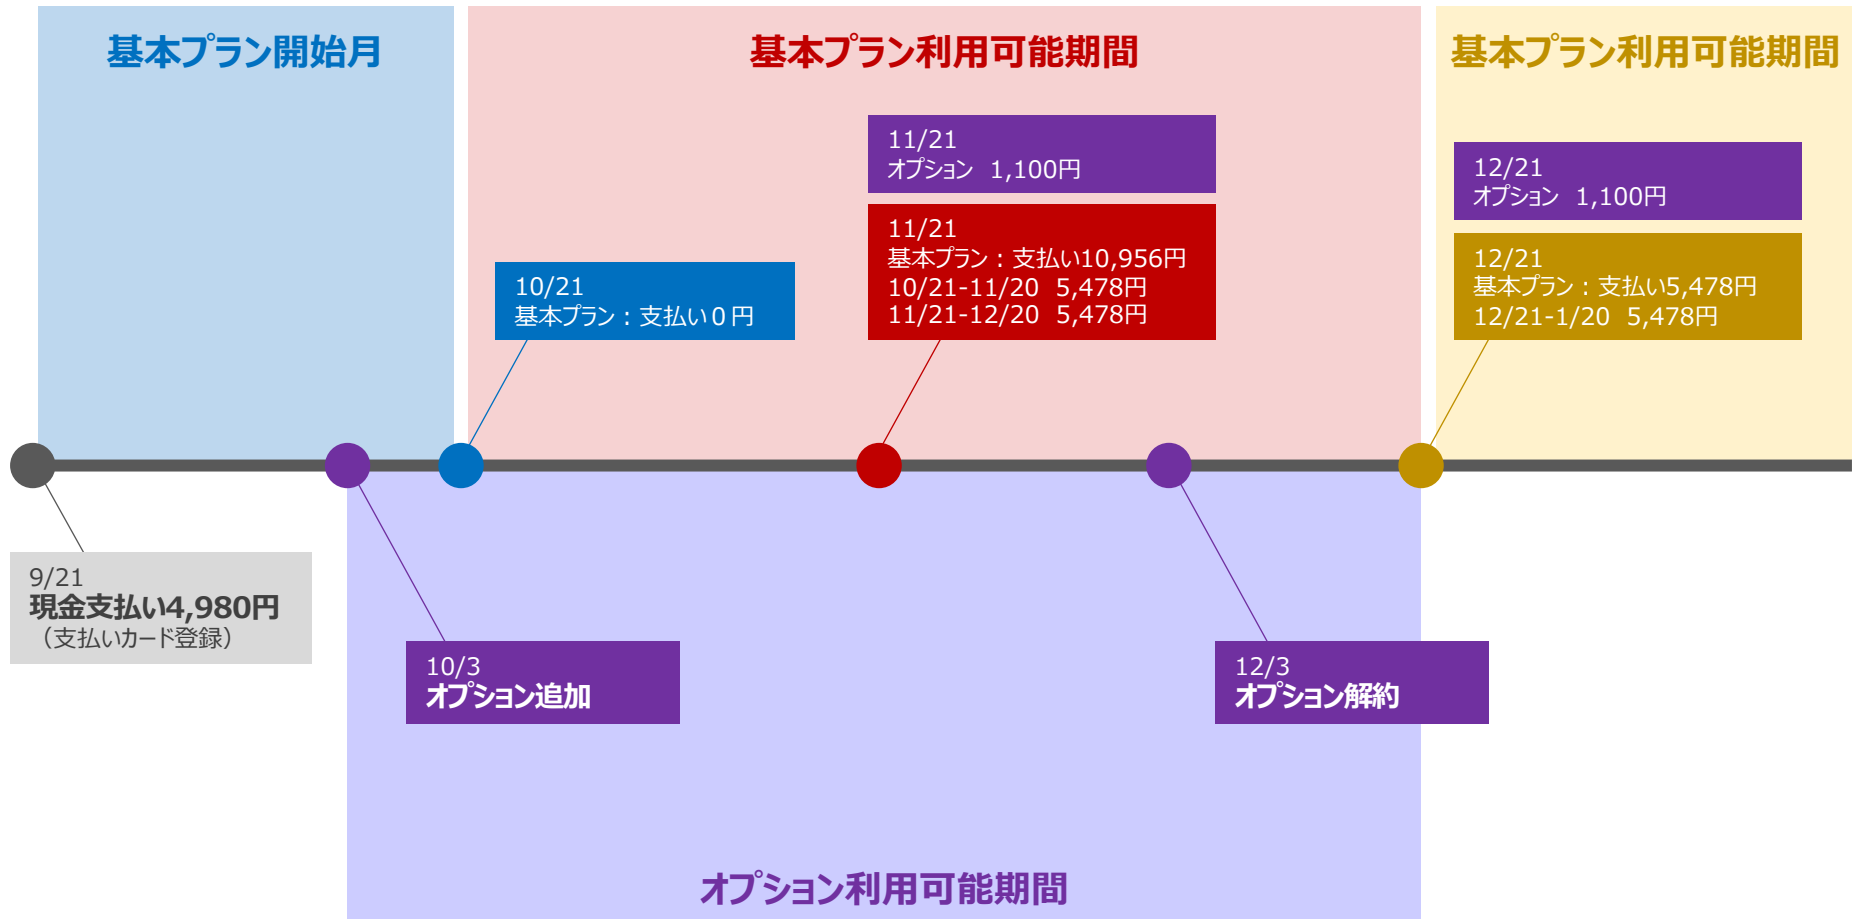 基本プラン開始月
基本プラン利用可能期間
基本プラン利用可能期間
11/21
オプション 1,100円
11/21
基本プラン：支払い10,956円
10/21-11/20 5,478円
11/21-12/20 5,478円
12/21
オプション 1,100円
12/21
基本プラン：支払い5,478円
12/21-1/20 5,478円
10/21
基本プラン：支払い０円
9/21
現金支払い4,980円
（支払いカード登録）
10/3
オプション追加
12/3
オプション解約
オプション利用可能期間